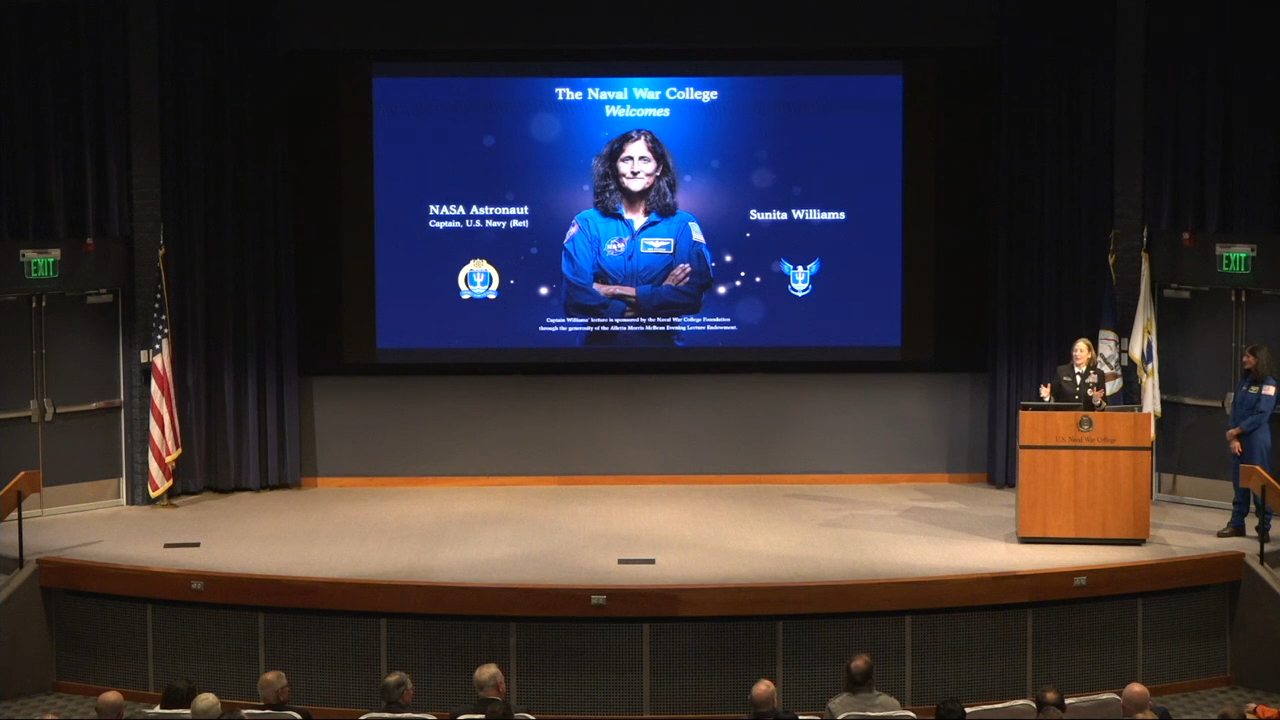 The Naval War College
Welcomes
NASA Astronaut
Captain, U.S. Navy (Ret)
Sunita Williams
NASA
Captain Williams' lecture is sponsored by the Naval War College Foundation
through the generosity of the Alletta Morris McBean Evening Lecture Endowment.
EXIT
EXIT
U.S. Naval War College